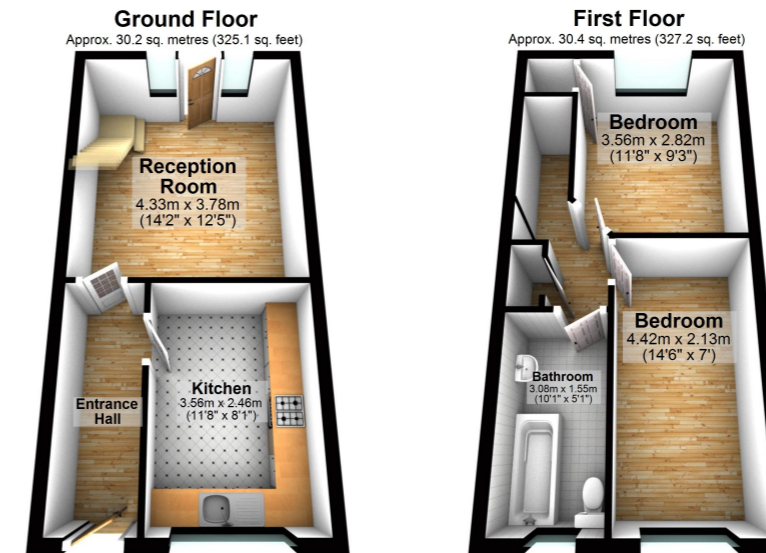 Ground Floor
Approx. 30.2 sq. metres (325.1 sq. feet)
Reception
Room
4.33m x 3.78m
(14'2" x 12'5")
Kitchen
3.56m x 2.46m
(11'8" x 8'1")
Entrance
Hall
First Floor
Approx. 30.4 sq. metres (327.2 sq. feet)
Bedroom
3.56m x 2.82m
(11'8" x 9'3")
Bedroom
4.42m x 2.13m
(14'6" x 7')
Bathroom
3.08m x 1.55m
(10'1" x 5'1")